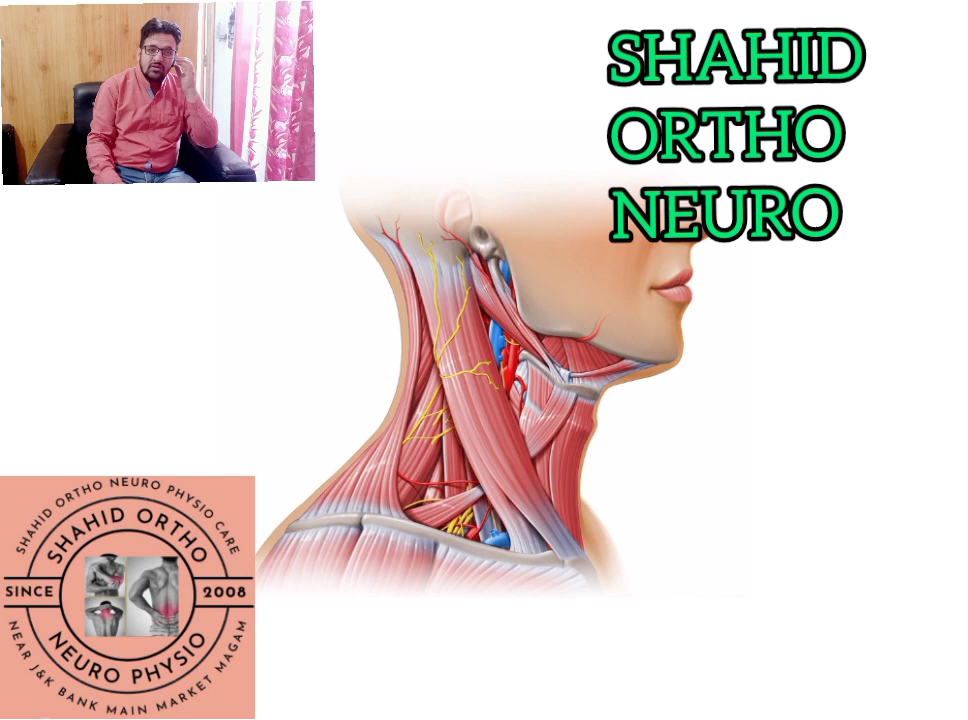 SHAHID
ORTHO
NEURO
SHAHID ORTHO NEURO PHYSIO CARE
SHAHID ORTHO
SINCE 2008
NEURO PHYSIO
NEAR J&K BANK MAIN MARKET MAGAM